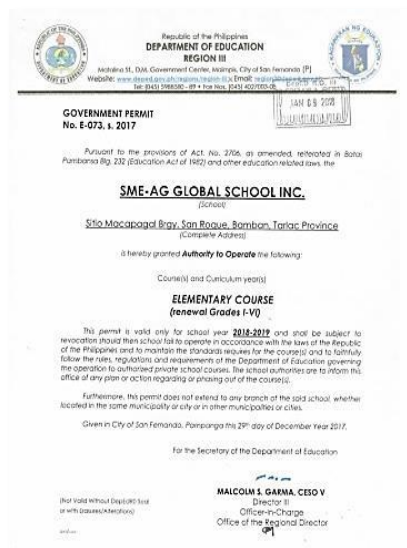 Republic of the Philippines
DEPARTMENT OF EDUCATION
REGION III
Matalino St., D.M. Government Center, Maimpis, City of San Fernando (P)
Tel: (045) 5988580 - 89 • Fax Nos. (045) 4027003-05
JAN 09 2018
GOVERNMENT PERMIT
No. E-073, s. 2017
Pursuant to the provisions of Act. No. 2706, as amended, reiterated in Batas
Pambansa Blg. 232 (Education Act of 1982) and other education related laws, the
SME-AG GLOBAL SCHOOL INC.
(School)
Sitio Macapagal Brgy. San Roque, Bamban, Tarlac Province
(Complete Address)
is hereby granted Authority to Operate the following:
Course(s) and Curriculum year(s)
ELEMENTARY COURSE
(renewal Grades I-VI)
This permit is valid only for school year 2018-2019 and shall be subject to
revocation should then school fail to operate in accordance with the laws of the Republic
of the Philippines and to maintain the standards requires for the course(s) and to faithfully
follow the rules, regulations and requirements of the Department of Education governing
the operation to authorized private school courses. The school authorities are to inform this
office of any plan or action regarding or phasing out of the course(s).
Furthermore, this permit does not extend to any branch of the said school, whether
located in the same municipality or city or in other municipalities or cities.
Given in City of San Fernando, Pampanga this 29th day of December Year 2017.
For the Secretary of the Department of Education
MALCOLM S. GARMA, CESO V
Director III
Officer-In-Charge
Office of the Regional Director
(Not Valid Without DepEdRO Seal
or with Erasures/Alterations)